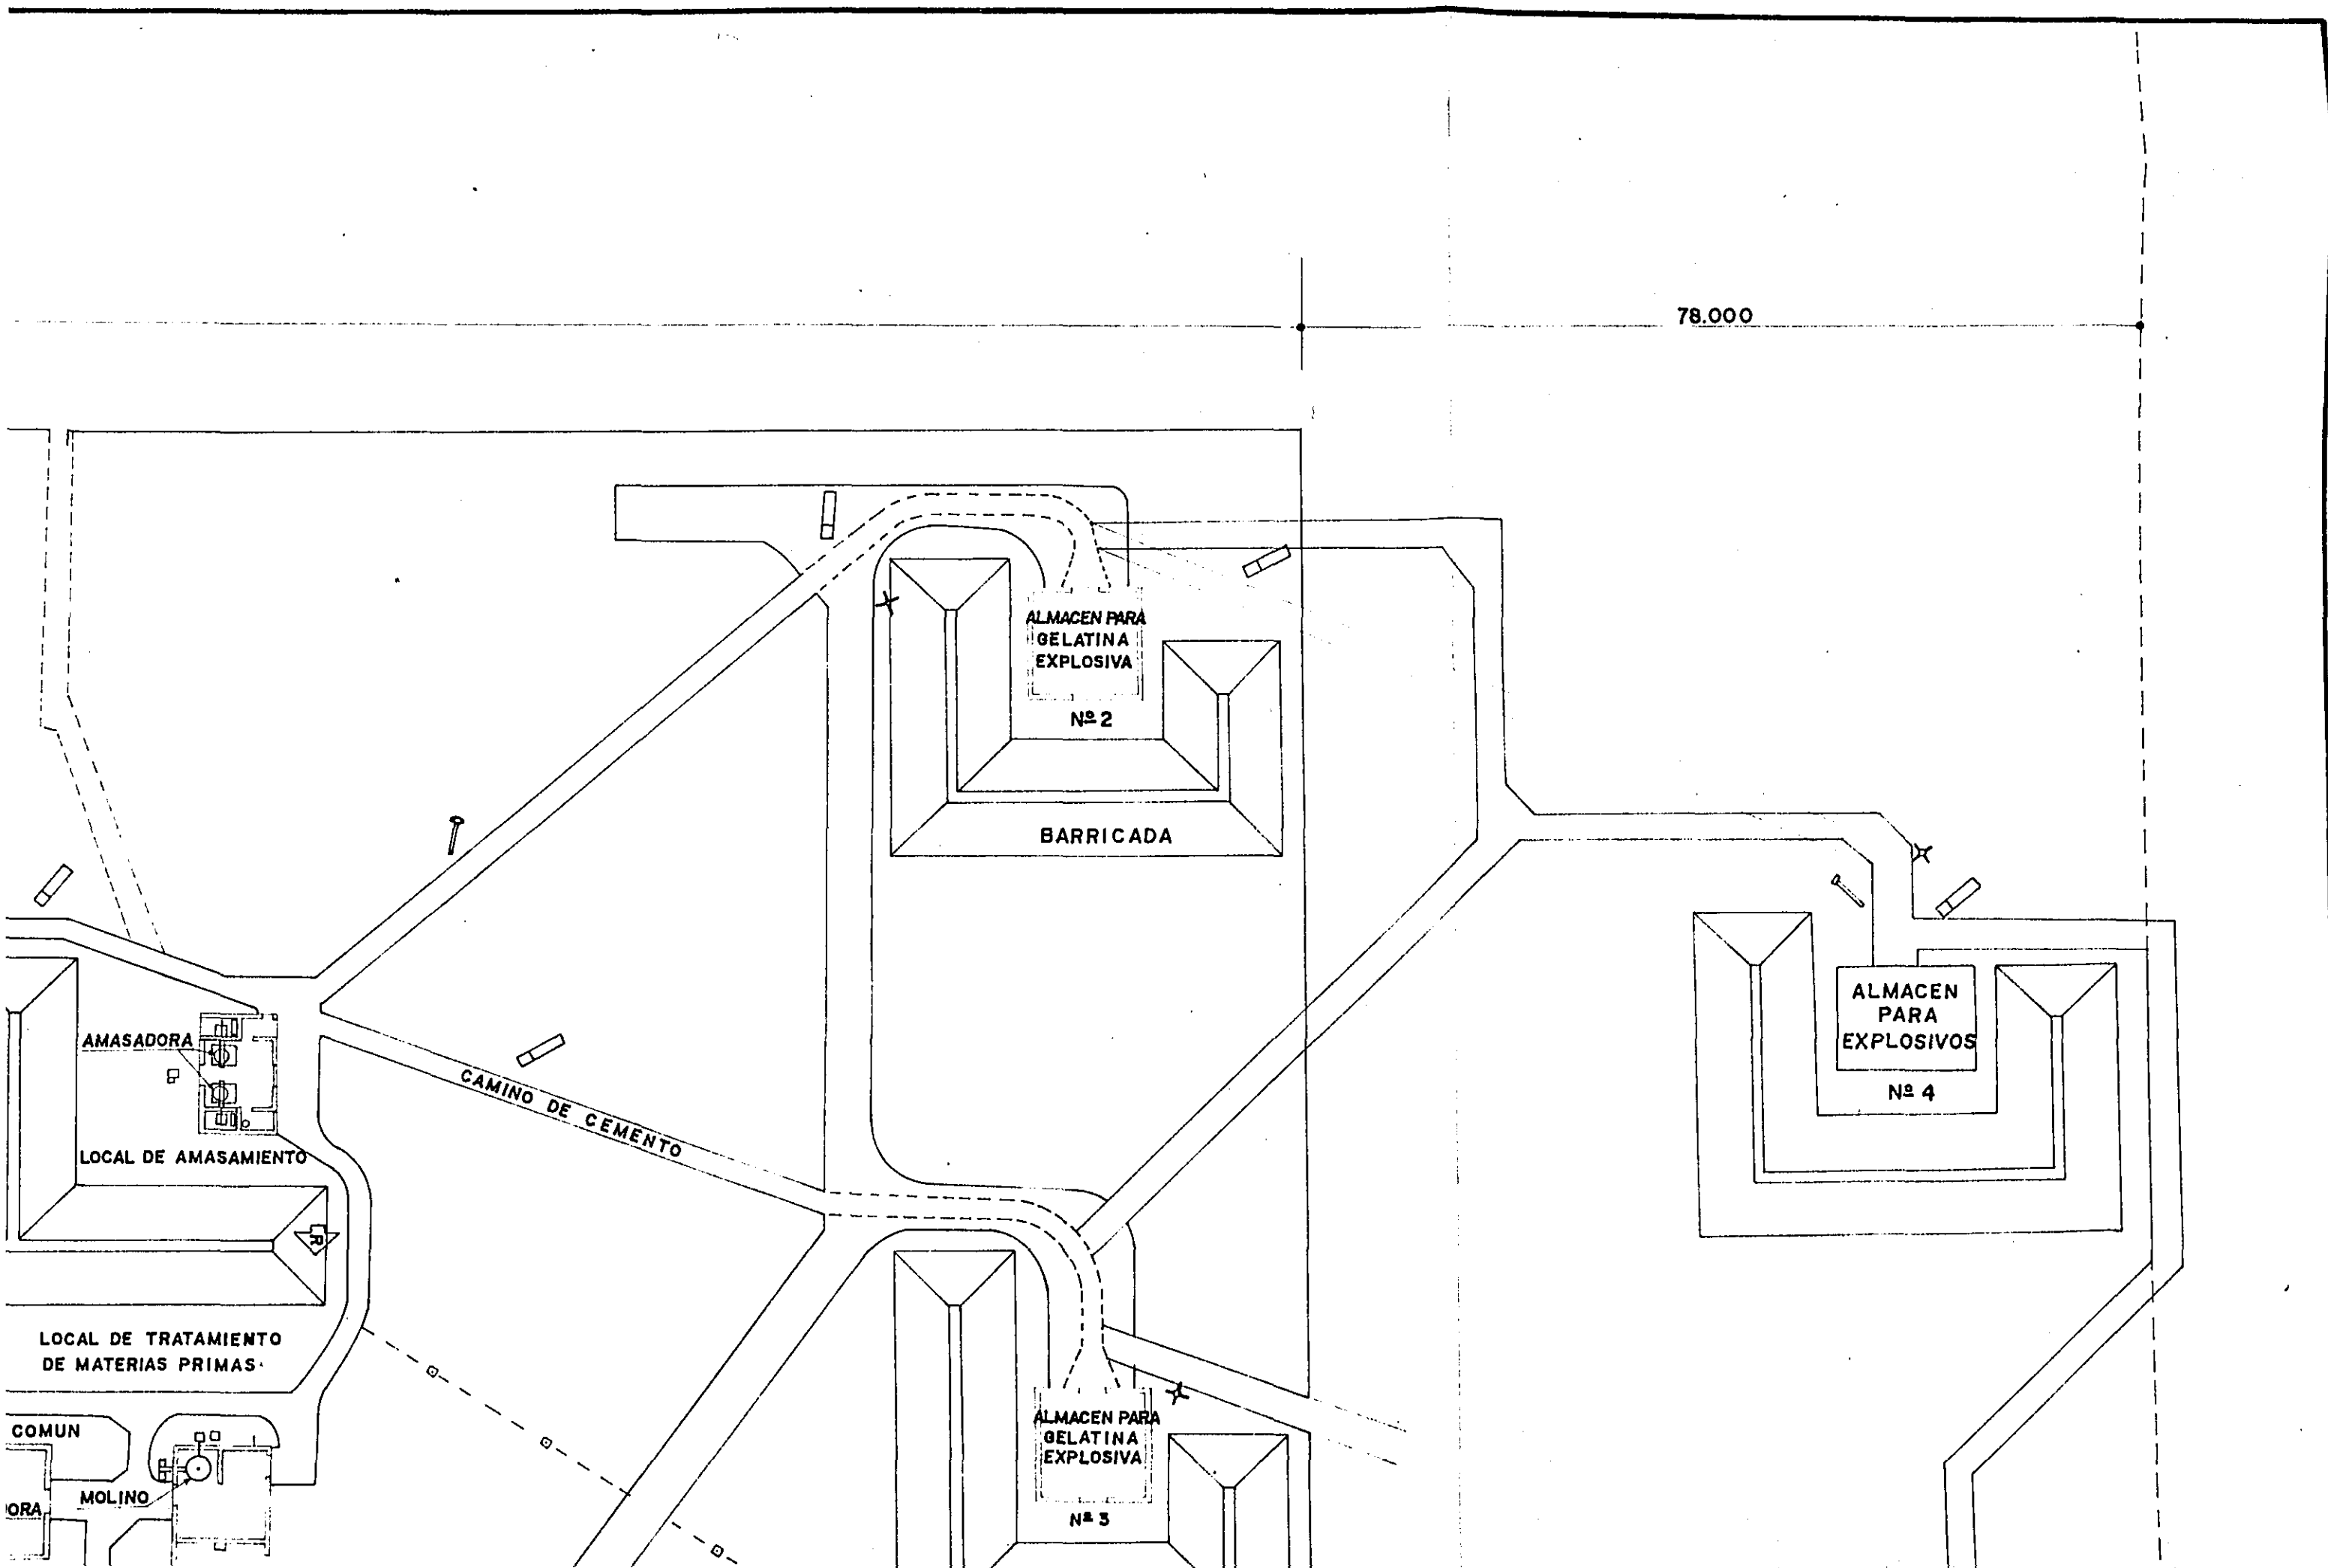 78.000
ALMACEN PARA
GELATINA
EXPLOSIVA
Nº 2
BARRICADA
ALMACEN
PARA
EXPLOSIVOS
Nº 4
AMASADORA
CAMINO DE CEMENTO
LOCAL DE AMASAMIENTO
R
LOCAL DE TRATAMIENTO
DE MATERIAS PRIMAS
COMUN
MOLINO
DORA
ALMACEN PARA
GELATINA
EXPLOSIVA
Nº 3